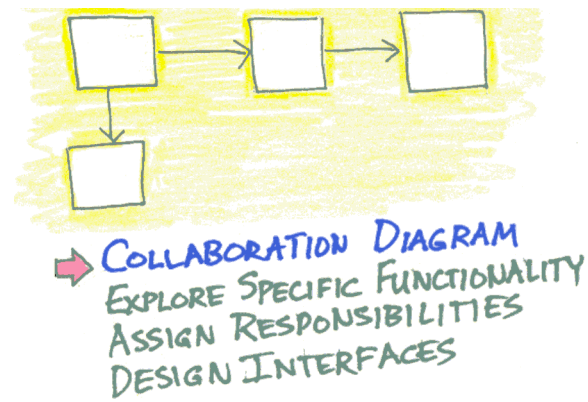 COLLABORATION DIAGRAM
EXPLORE SPECIFIC FUNCTIONALITY
ASSIGN RESPONSIBILITIES
DESIGN INTERFACES